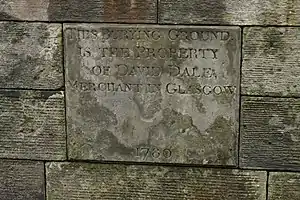 THIS BURYING GROUND
IS THE PROPERTY
OF DAVID DALE
MERCHANT IN GLASGOW
1780